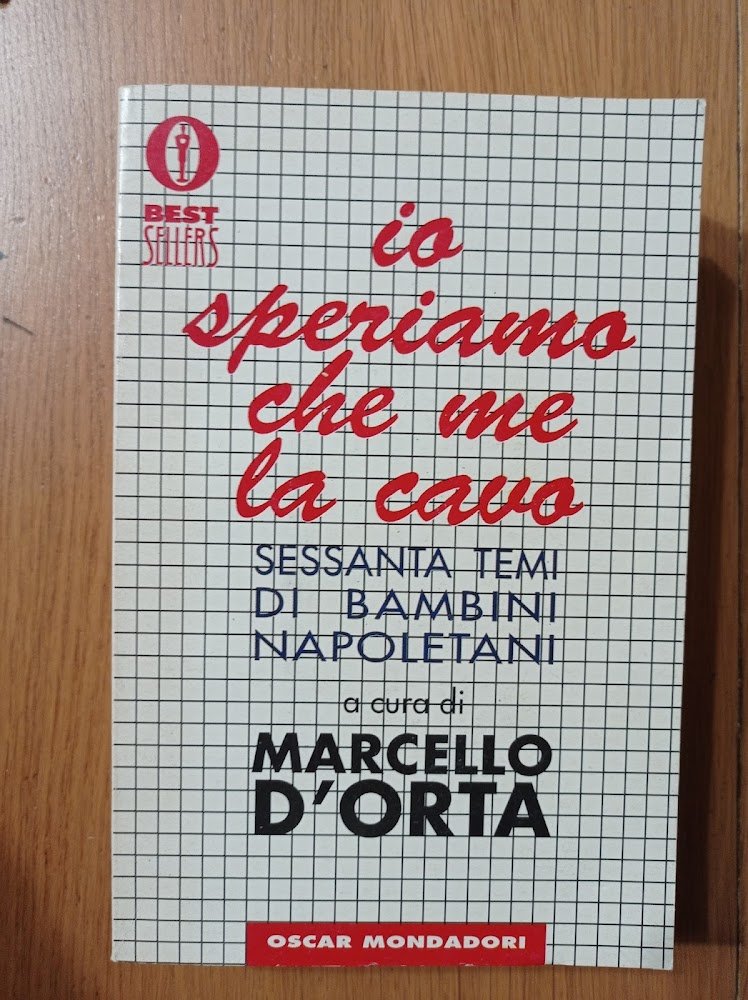 BEST
SELLERS
io
speriamo
che me
la cavo
SESSANTA TEMI
DI BAMBINI
NAPOLETANI
a cura di
MARCELLO
D'ORTA
OSCAR MONDADORI